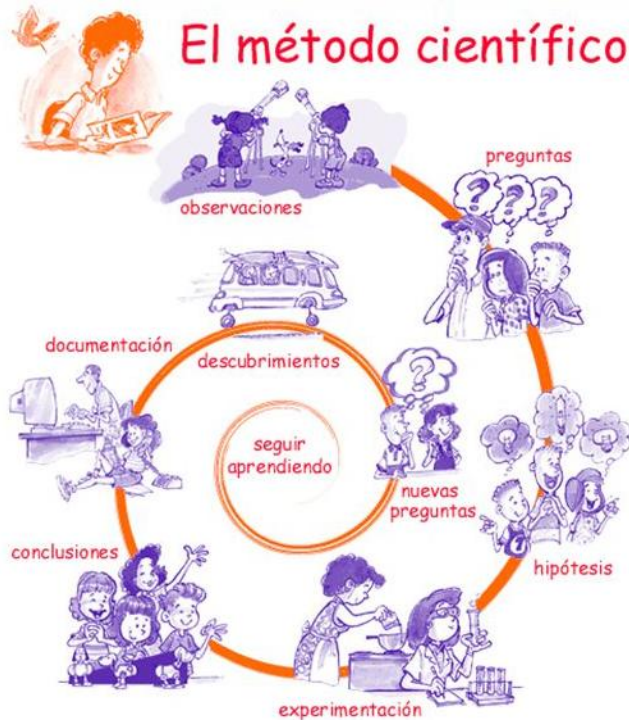 El método científico
observaciones
preguntas
? ? ?
hipótesis
experimentación
conclusiones
documentación
descubrimientos
?
nuevas
preguntas
seguir
aprendiendo